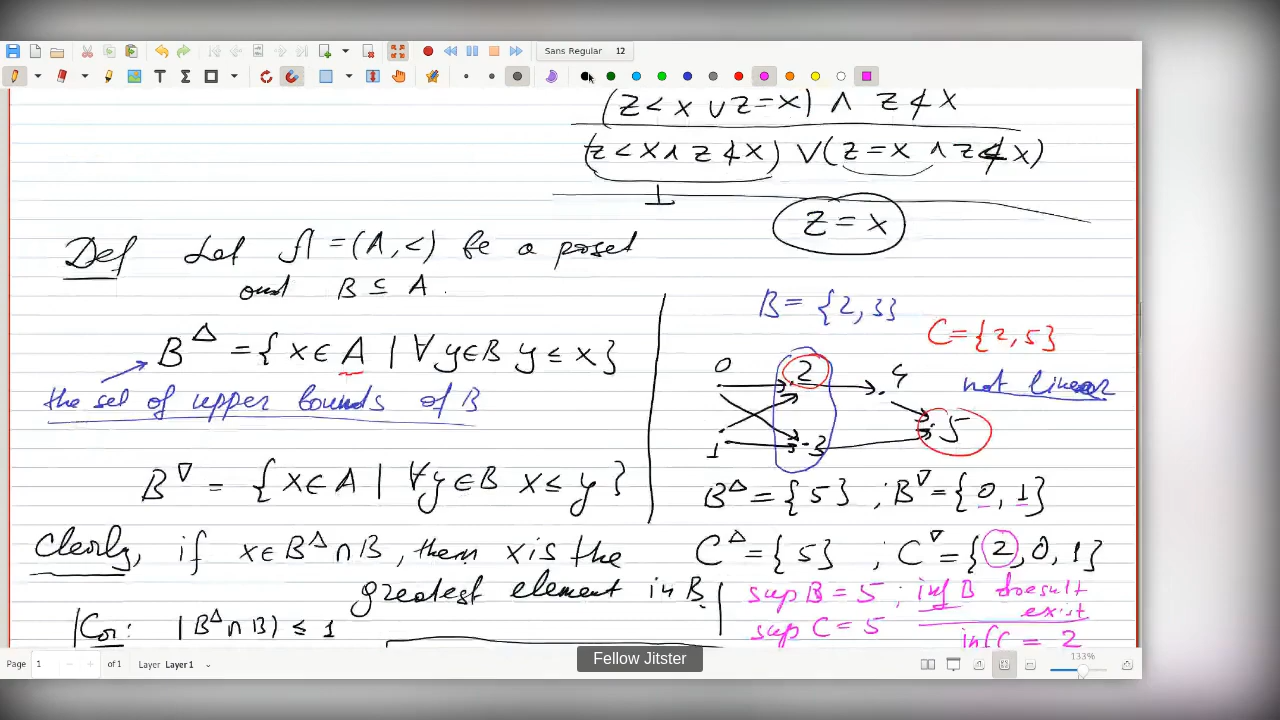 Sans Regular 12
(z < x ∨ z = x) ∧ z ≮ x
(z < x ∧ z ≮ x) ∨ (z = x ∧ z ≮ x)
⊥
z = x
Def Let 𝔄 = (A, <) be a poset
and B ⊆ A.
B^Δ = { x ∈ A | ∀y∈B y ≤ x }
the set of upper bounds of B
B^∇ = { x ∈ A | ∀y ∈ B x ≤ y }
Clearly, if x ∈ B^Δ ∩ B, then x is the
greatest element in B.
Cor: |B^Δ ∩ B| ≤ 1
B = {2, 3}
C = {2, 5}
0 2 4
not linear
5
1 3
B^Δ = { 5 } ; B^∇ = { 0, 1 }
C^Δ = { 5 } ; C^∇ = { 2, 0, 1 }
sup B = 5 ; inf B doesn't
exist
sup C = 5
inf C = 2
Fellow Jitster
Page 1 of 1 Layer Layer 1
133%